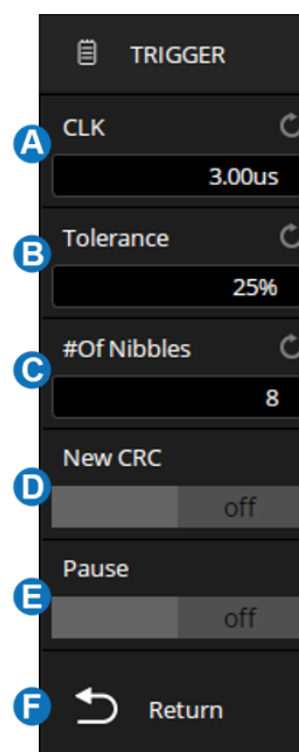 TRIGGER
A
CLK
3.00us
B
Tolerance
25%
C
#Of Nibbles
8
D
New CRC
off
E
Pause
off
F
Return